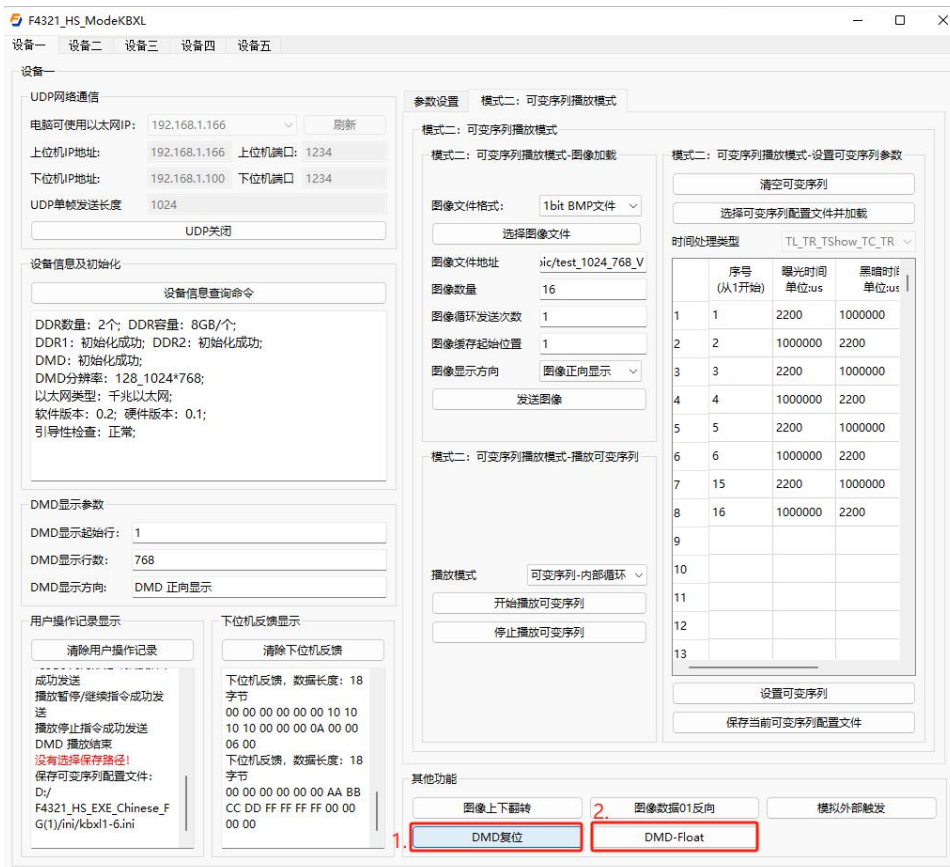 F4321_HS_ModeKBXL
设备一 设备二 设备三 设备四 设备五
设备一
UDP网络通信
电脑可使用以太网IP: 192.168.1.166 刷新
上位机IP地址: 192.168.1.166 上位机端口: 1234
下位机IP地址: 192.168.1.100 下位机端口 1234
UDP单帧发送长度 1024
UDP关闭
设备信息及初始化
设备信息查询命令
DDR数量: 2个; DDR容量: 8GB/个;
DDR1: 初始化成功; DDR2: 初始化成功;
DMD: 初始化成功;
DMD分辨率: 128_1024*768;
以太网类型: 千兆以太网;
软件版本: 0.2; 硬件版本: 0.1;
引导性检查: 正常;
DMD显示参数
DMD显示起始行: 1
DMD显示行数: 768
DMD显示方向: DMD 正向显示
用户操作记录显示
清除用户操作记录
成功发送
播放暂停/继续指令成功发
送
播放停止指令成功发送
DMD 播放结束
没有选择保存路径!
保存可变序列配置文件:
D:/
F4321_HS_EXE_Chinese_F
G(1)/ini/kbxl1-6.ini
下位机反馈显示
清除下位机反馈
下位机反馈, 数据长度: 18
字节
00 00 00 00 00 00 10 10
10 10 00 00 00 0A 00 00
06 00
下位机反馈, 数据长度: 18
字节
00 00 00 00 00 00 AA BB
CC DD FF FF FF FF 00 00
00 00
参数设置 模式二: 可变序列播放模式
模式二: 可变序列播放模式
模式二: 可变序列播放模式-图像加载
图像文件格式: 1bit BMP文件
选择图像文件
图像文件地址 pic/test_1024_768_V
图像数量 16
图像循环发送次数 1
图像缓存起始位置 1
图像显示方向 图像正向显示
发送图像
模式二: 可变序列播放模式-播放可变序列
播放模式 可变序列-内部循环
开始播放可变序列
停止播放可变序列
模式二: 可变序列播放模式-设置可变序列参数
清空可变序列
选择可变序列配置文件并加载
时间处理类型 TL_TR_TShow_TC_TR
序号 曝光时间 黑暗时间
(从1开始) 单位:us 单位:us
1 1 2200 1000000
2 2 1000000 2200
3 3 2200 1000000
4 4 1000000 2200
5 5 2200 1000000
6 6 1000000 2200
7 15 2200 1000000
8 16 1000000 2200
9
10
11
12
13
设置可变序列
保存当前可变序列配置文件
其他功能
图像上下翻转 图像数据01反向 模拟外部触发
1. DMD复位 2. DMD-Float